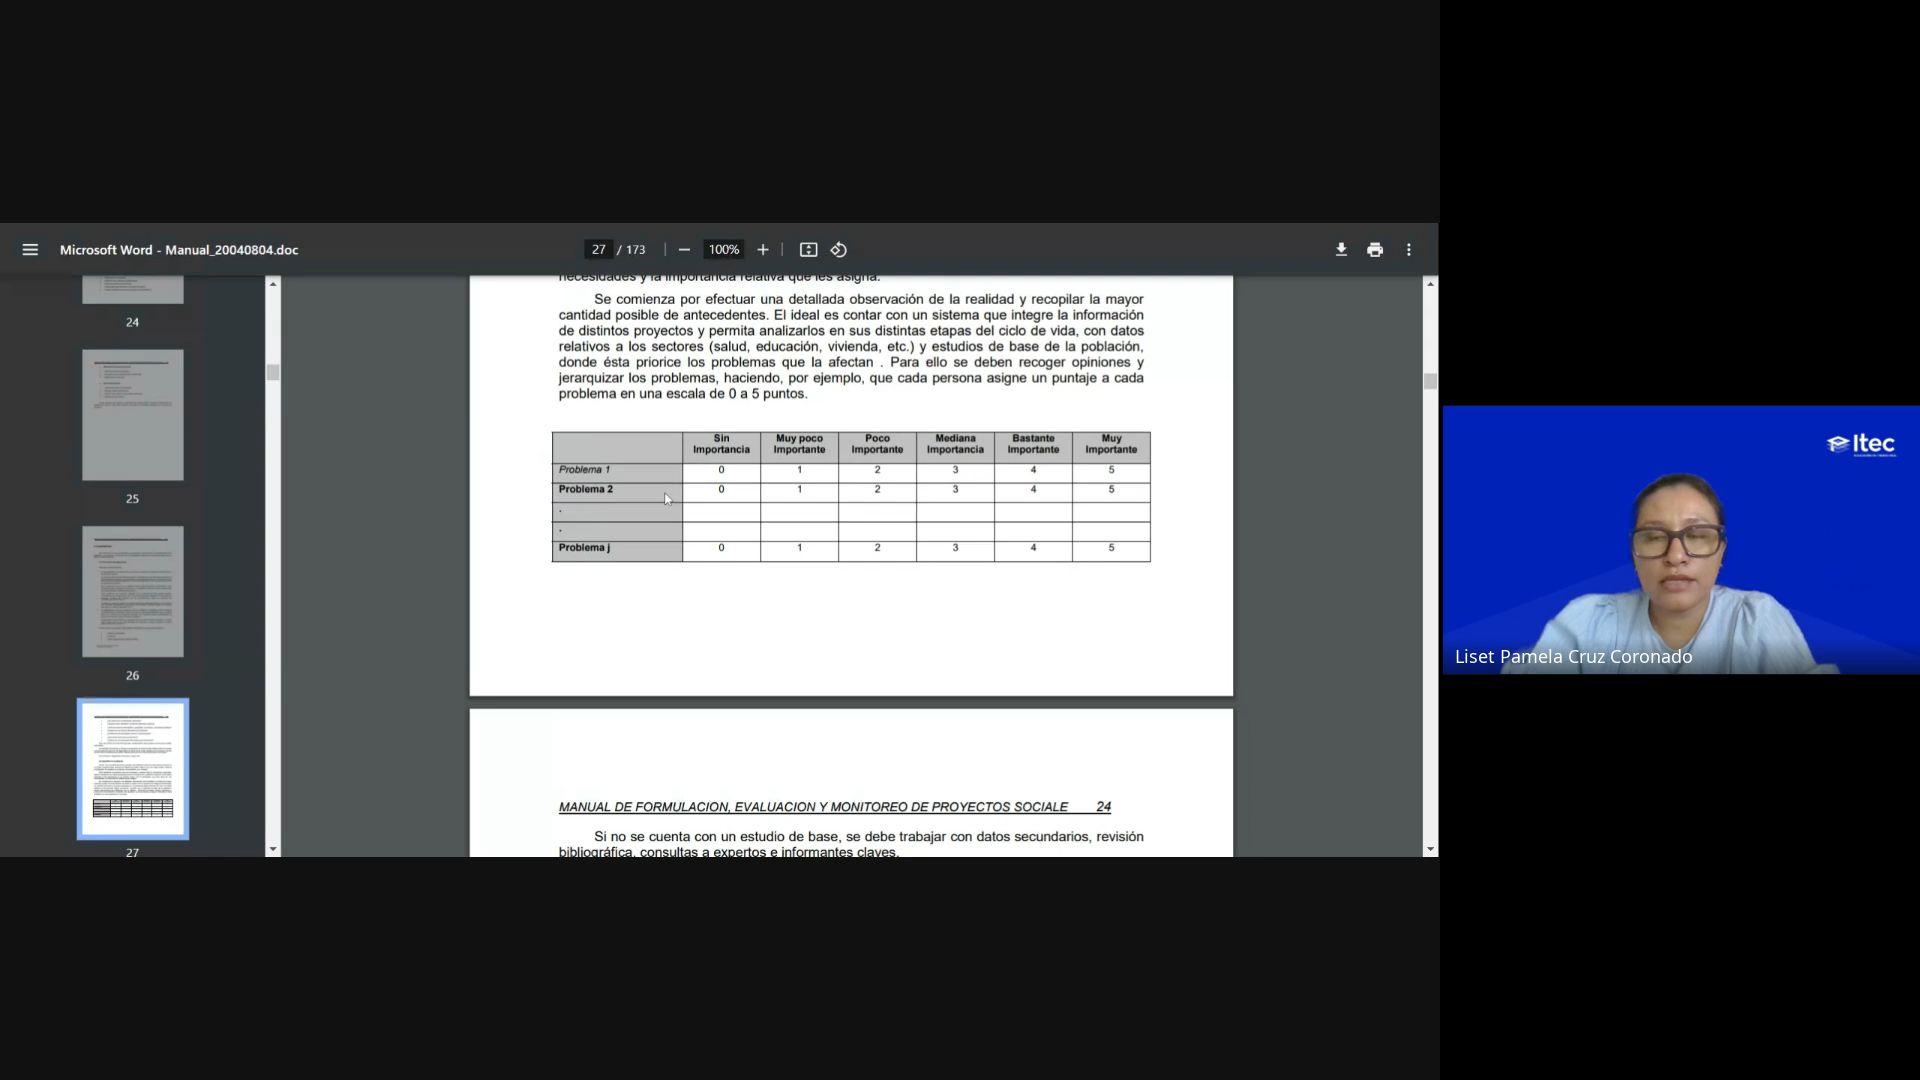 Microsoft Word - Manual_20040804.doc
27 / 173
100%
24
25
26
27
necesidades y la importancia relativa que les asigna.
Se comienza por efectuar una detallada observación de la realidad y recopilar la mayor
cantidad posible de antecedentes. El ideal es contar con un sistema que integre la información
de distintos proyectos y permita analizarlos en sus distintas etapas del ciclo de vida, con datos
relativos a los sectores (salud, educación, vivienda, etc.) y estudios de base de la población,
donde ésta priorice los problemas que la afectan . Para ello se deben recoger opiniones y
jerarquizar los problemas, haciendo, por ejemplo, que cada persona asigne un puntaje a cada
problema en una escala de 0 a 5 puntos.
Sin Importancia Muy poco Importante Poco Importante Mediana Importancia Bastante Importante Muy Importante
Problema 1 0 1 2 3 4 5
Problema 2 0 1 2 3 4 5
.
.
Problema j 0 1 2 3 4 5
MANUAL DE FORMULACION, EVALUACION Y MONITOREO DE PROYECTOS SOCIALE 24
Si no se cuenta con un estudio de base, se debe trabajar con datos secundarios, revisión
bibliográfica, consultas a expertos e informantes claves.
Itec
Liset Pamela Cruz Coronado